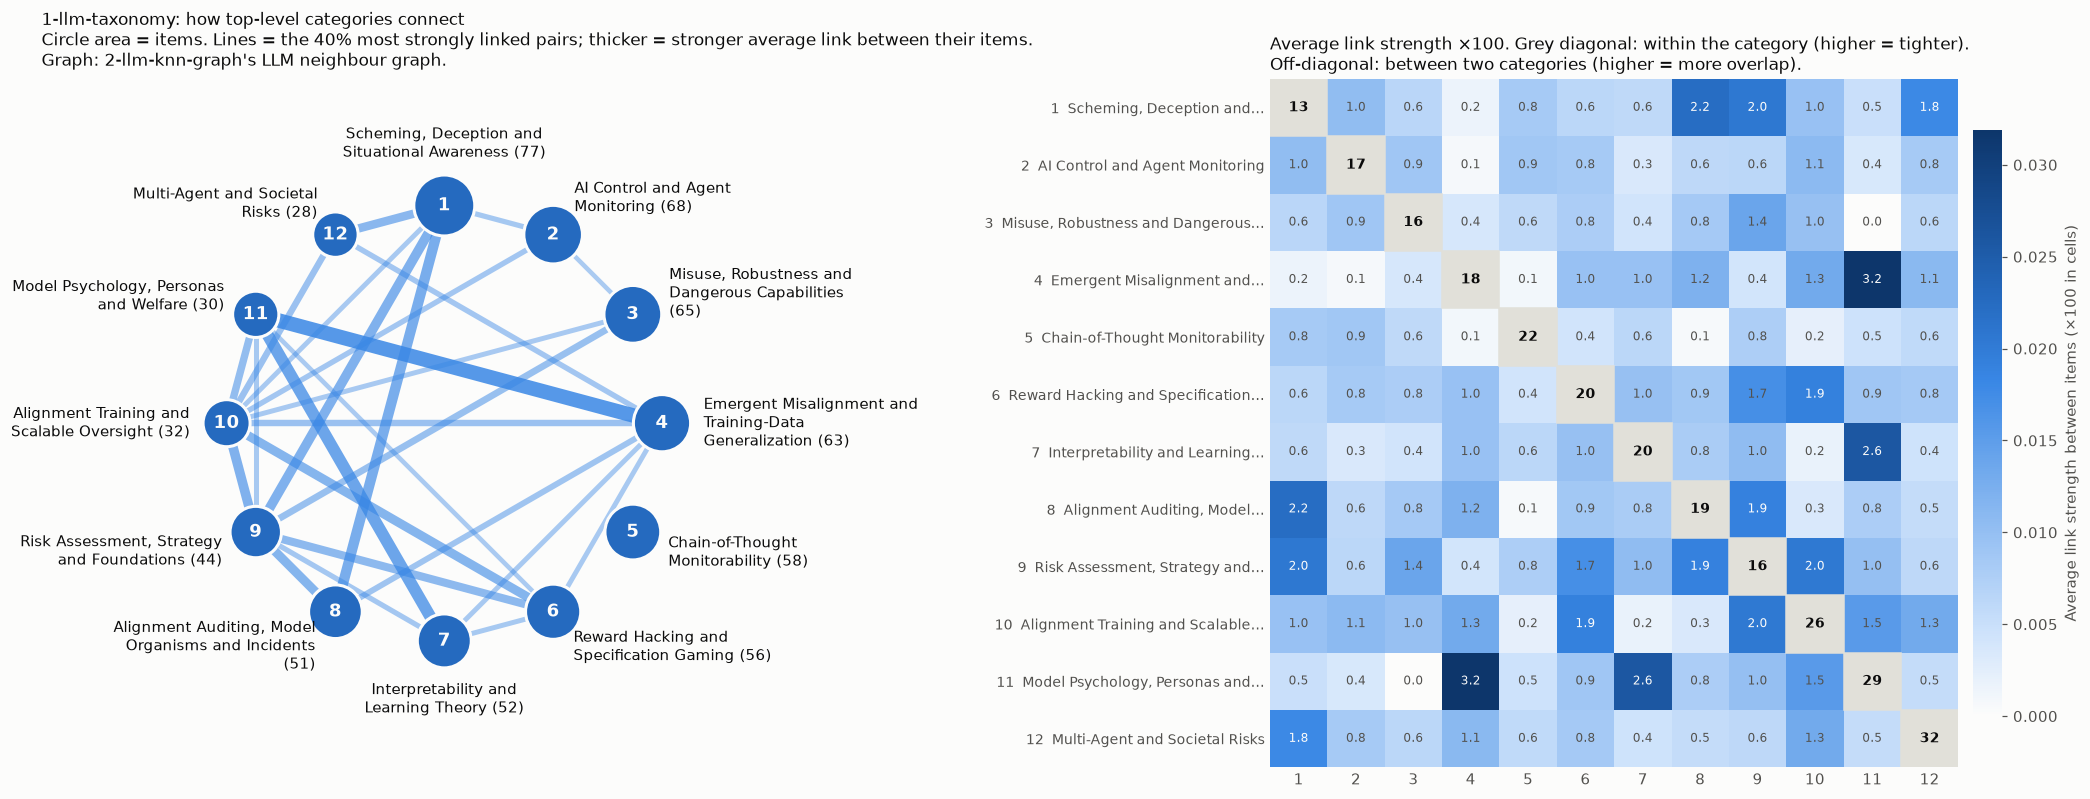 1-llm-taxonomy: how top-level categories connect
Circle area = items. Lines = the 40% most strongly linked pairs; thicker = stronger average link between their items.
Graph: 2-llm-knn-graph's LLM neighbour graph.
Scheming, Deception and
Situational Awareness (77)
AI Control and Agent
Monitoring (68)
Misuse, Robustness and
Dangerous Capabilities
(65)
Emergent Misalignment and
Training-Data
Generalization (63)
Chain-of-Thought
Monitorability (58)
Reward Hacking and
Specification Gaming (56)
Interpretability and
Learning Theory (52)
Alignment Auditing, Model
Organisms and Incidents
(51)
Risk Assessment, Strategy
and Foundations (44)
Alignment Training and
Scalable Oversight (32)
Model Psychology, Personas
and Welfare (30)
Multi-Agent and Societal
Risks (28)
1
2
3
4
5
6
7
8
9
10
11
12
Average link strength ×100. Grey diagonal: within the category (higher = tighter).
Off-diagonal: between two categories (higher = more overlap).
1 Scheming, Deception and... 13 1.0 0.6 0.2 0.8 0.6 0.6 2.2 2.0 1.0 0.5 1.8
2 AI Control and Agent Monitoring 1.0 17 0.9 0.1 0.9 0.8 0.3 0.6 0.6 1.1 0.4 0.8
3 Misuse, Robustness and Dangerous... 0.6 0.9 16 0.4 0.6 0.8 0.4 0.8 1.4 1.0 0.0 0.6
4 Emergent Misalignment and... 0.2 0.1 0.4 18 0.1 1.0 1.0 1.2 0.4 1.3 3.2 1.1
5 Chain-of-Thought Monitorability 0.8 0.9 0.6 0.1 22 0.4 0.6 0.1 0.8 0.2 0.5 0.6
6 Reward Hacking and Specification... 0.6 0.8 0.8 1.0 0.4 20 1.0 0.9 1.7 1.9 0.9 0.8
7 Interpretability and Learning... 0.6 0.3 0.4 1.0 0.6 1.0 20 0.8 1.0 0.2 2.6 0.4
8 Alignment Auditing, Model... 2.2 0.6 0.8 1.2 0.1 0.9 0.8 19 1.9 0.3 0.8 0.5
9 Risk Assessment, Strategy and... 2.0 0.6 1.4 0.4 0.8 1.7 1.0 1.9 16 2.0 1.0 0.6
10 Alignment Training and Scalable... 1.0 1.1 1.0 1.3 0.2 1.9 0.2 0.3 2.0 26 1.5 1.3
11 Model Psychology, Personas and... 0.5 0.4 0.0 3.2 0.5 0.9 2.6 0.8 1.0 1.5 29 0.5
12 Multi-Agent and Societal Risks 1.8 0.8 0.6 1.1 0.6 0.8 0.4 0.5 0.6 1.3 0.5 32
1 2 3 4 5 6 7 8 9 10 11 12
0.030
0.025
0.020
0.015
0.010
0.005
0.000
Average link strength between items (×100 in cells)